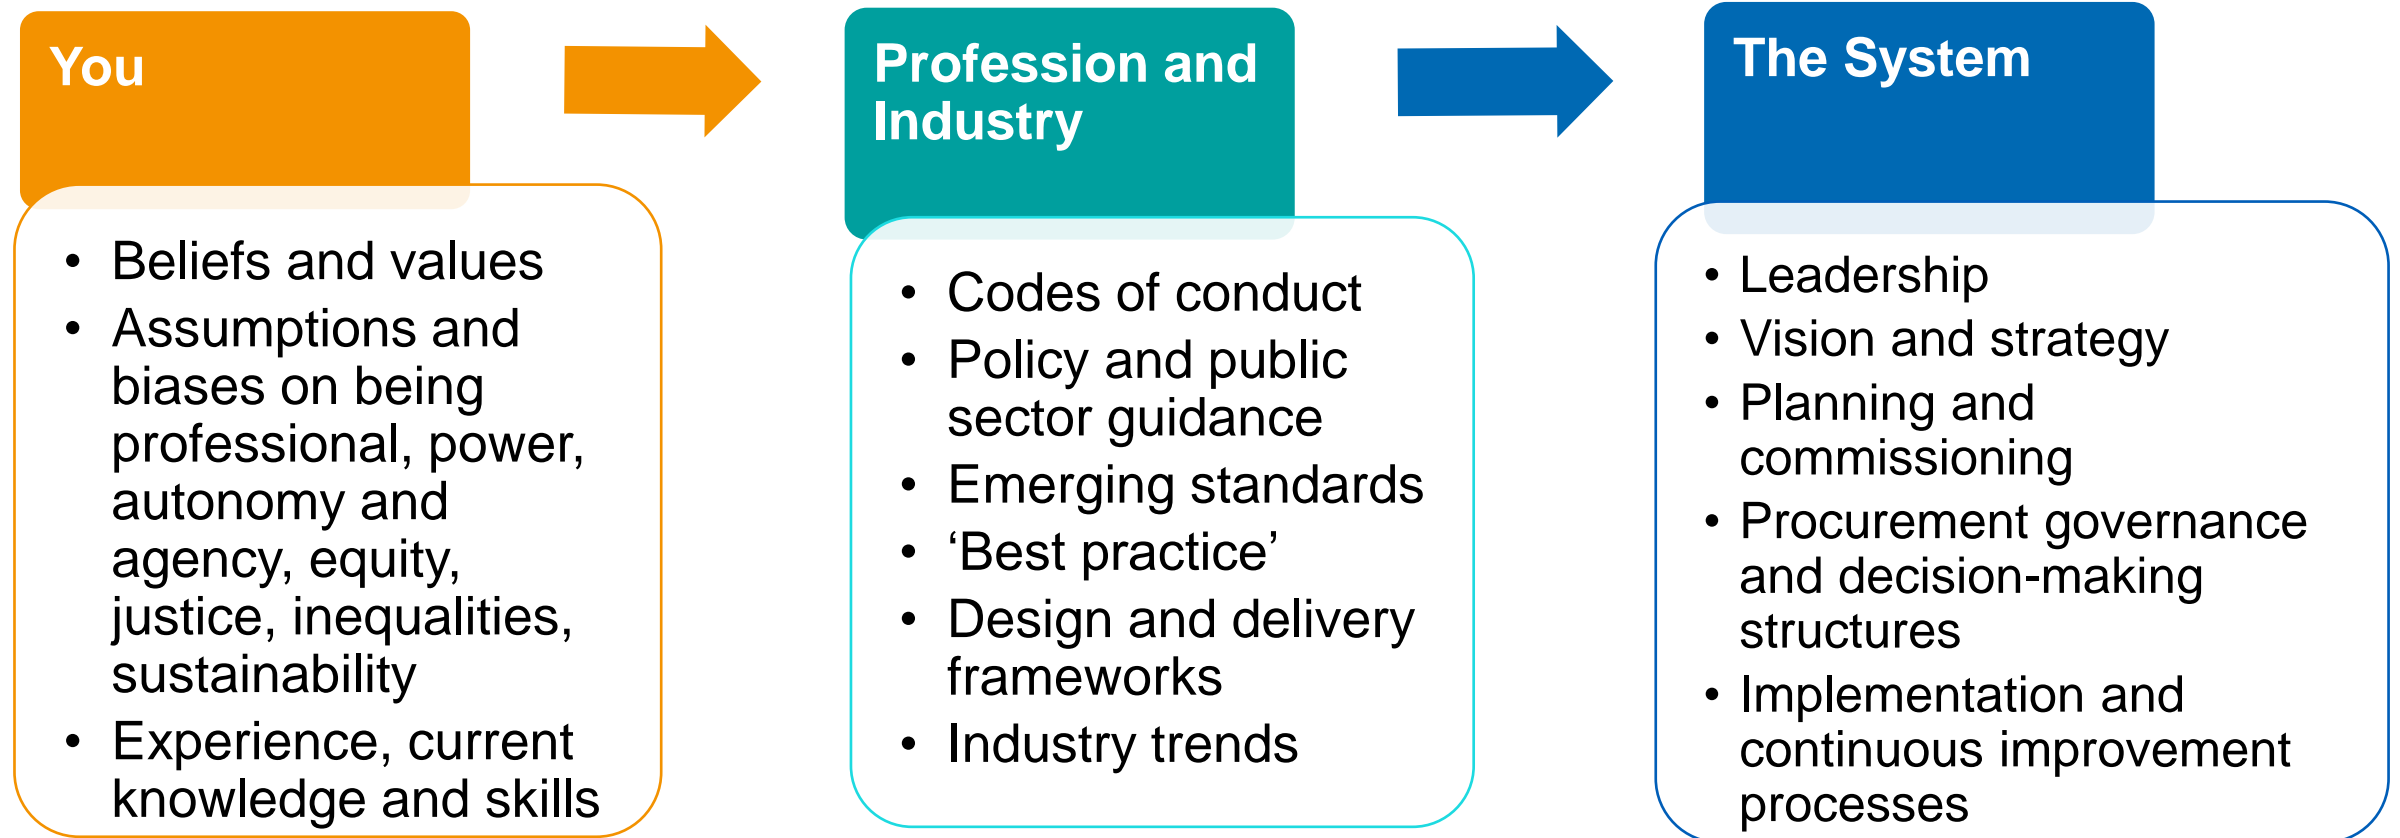 You
• Beliefs and values
• Assumptions and
biases on being
professional, power,
autonomy and
agency, equity,
justice, inequalities,
sustainability
• Experience, current
knowledge and skills
Profession and
Industry
• Codes of conduct
• Policy and public
sector guidance
• Emerging standards
• ‘Best practice’
• Design and delivery
frameworks
• Industry trends
The System
• Leadership
• Vision and strategy
• Planning and
commissioning
• Procurement governance
and decision-making
structures
• Implementation and
continuous improvement
processes